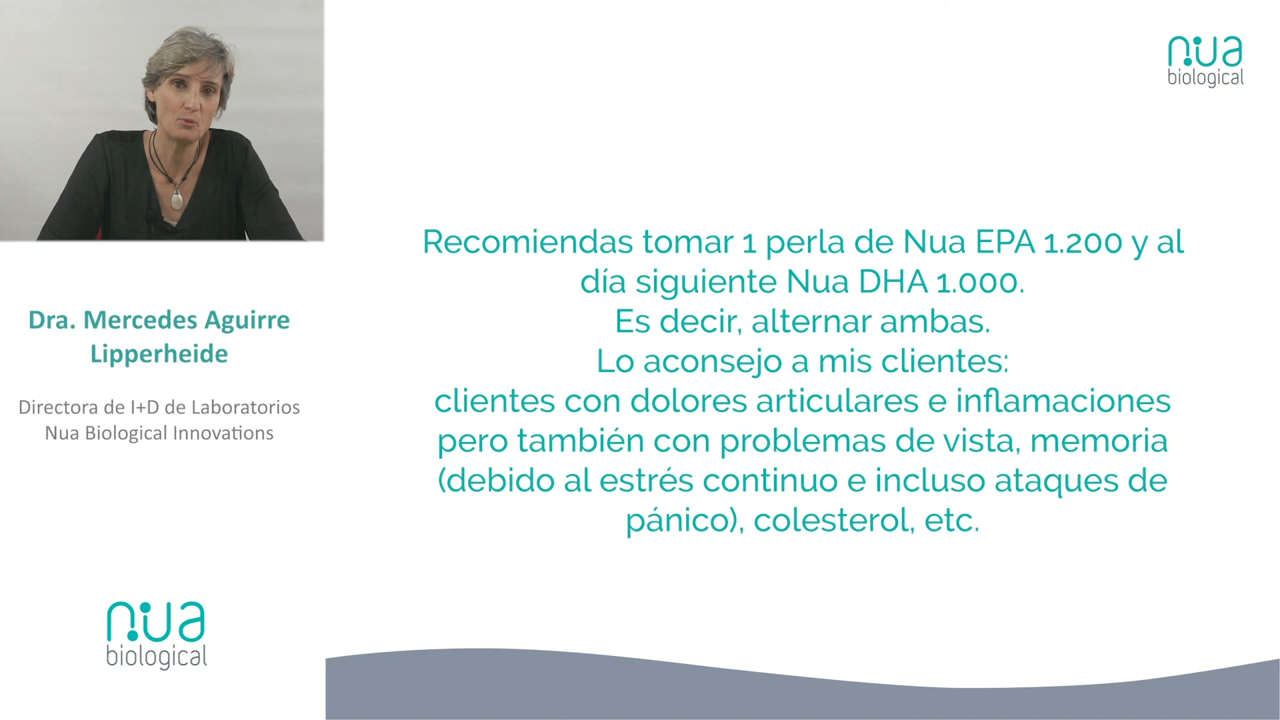 nua
biological
Recomiendas tomar 1 perla de Nua EPA 1.200 y al
día siguiente Nua DHA 1.000.
Es decir, alternar ambas.
Lo aconsejo a mis clientes:
clientes con dolores articulares e inflamaciones
pero también con problemas de vista, memoria
(debido al estrés continuo e incluso ataques de
pánico), colesterol, etc.
Dra. Mercedes Aguirre
Lipperheide
Directora de I+D de Laboratorios
Nua Biological Innovations
nua
biological